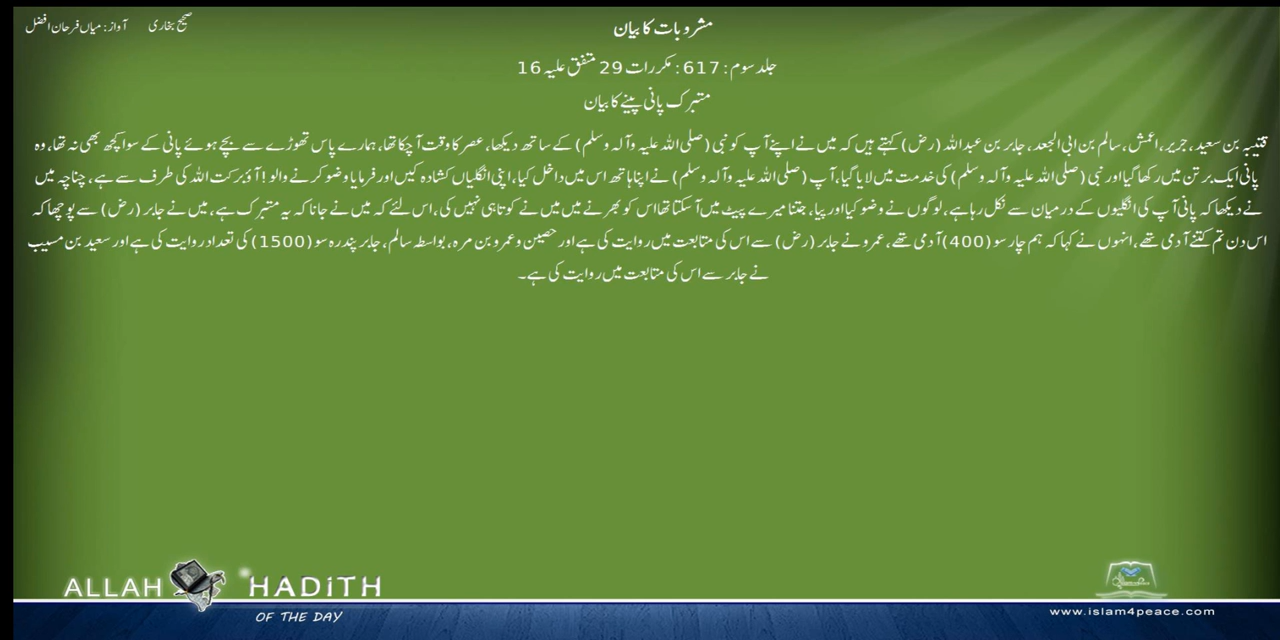 مشروبات کا بیان
صحیح بخاری
آواز: میاں فرحان افضل
جلد سوم: 617: مکررات 29 متفق علیہ 16
متبرک پانی پینے کا بیان
قتیبہ بن سعید، جریر، اعمش، سالم بن ابی الجعد، جابر بن عبداللہ (رض) کہتے ہیں کہ میں نے اپنے آپ کو نبی (صلی اللہ علیہ وآلہ وسلم) کے ساتھ دیکھا، عصر کا وقت آ چکا تھا، ہمارے پاس تھوڑے سے بچے ہوئے پانی کے سوا کچھ بھی نہ تھا، وہ
پانی ایک برتن میں رکھا گیا اور نبی (صلی اللہ علیہ وآلہ وسلم) کی خدمت میں لایا گیا، آپ (صلی اللہ علیہ وآلہ وسلم) نے اپنا ہاتھ اس میں داخل کیا، اپنی انگلیاں کشادہ کیں اور فرمایا وضو کرنے والو! آؤ برکت اللہ کی طرف سے ہے، چناچہ میں
نے دیکھا کہ پانی آپ کی انگلیوں کے درمیان سے نکل رہا ہے، لوگوں نے وضو کیا اور پیا، جتنا میرے پیٹ میں آسکتا تھا اس کو بھرنے میں میں نے کوتاہی نہیں کی، اس لئے کہ میں نے جانا کہ یہ متبرک ہے، میں نے جابر (رض) سے پوچھا کہ
اس دن تم کتنے آدمی تھے، انہوں نے کہا کہ ہم چار سو (400) آدمی تھے، عمرو نے جابر (رض) سے اس کی متابعت میں روایت کی ہے اور حصین و عمرو بن مرہ، بواسطہ سالم، جابر پندرہ سو (1500) کی تعداد روایت کی ہے اور سعید بن مسیب
نے جابر سے اس کی متابعت میں روایت کی ہے۔
ALLAH HADITH
OF THE DAY
www.islam4peace.com